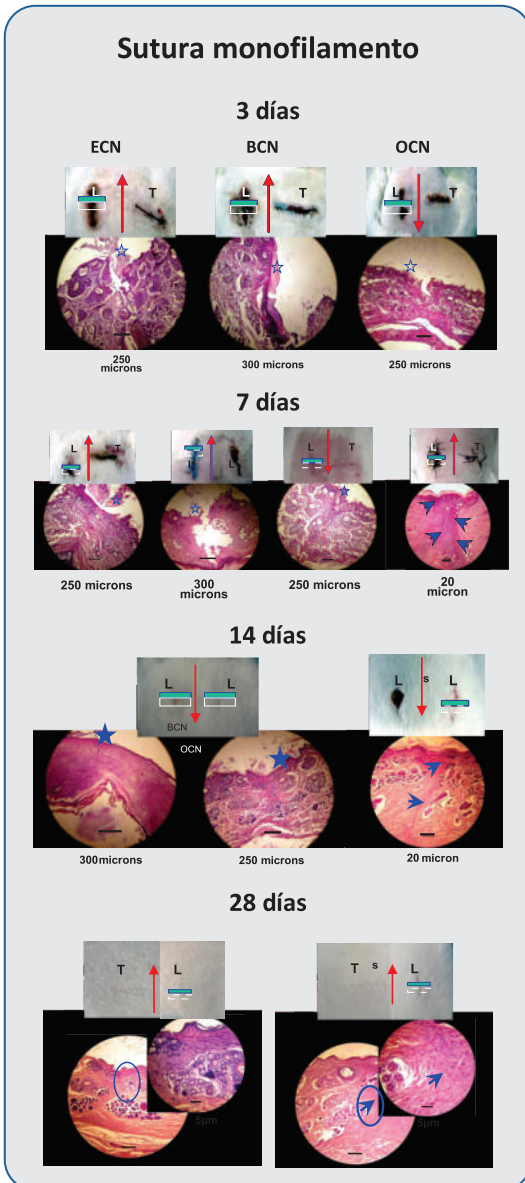 Sutura monofilamento
3 días
ECN BCN OCN
L T L T L T
250 microns
300 microns
250 microns
7 días
L T L L L T L T
250 microns
300 microns
250 microns
20 micron
14 días
L L
BCN
OCN
L s L
300microns
250 microns
20 micron
28 días
T L
T s L
5µm
5µm